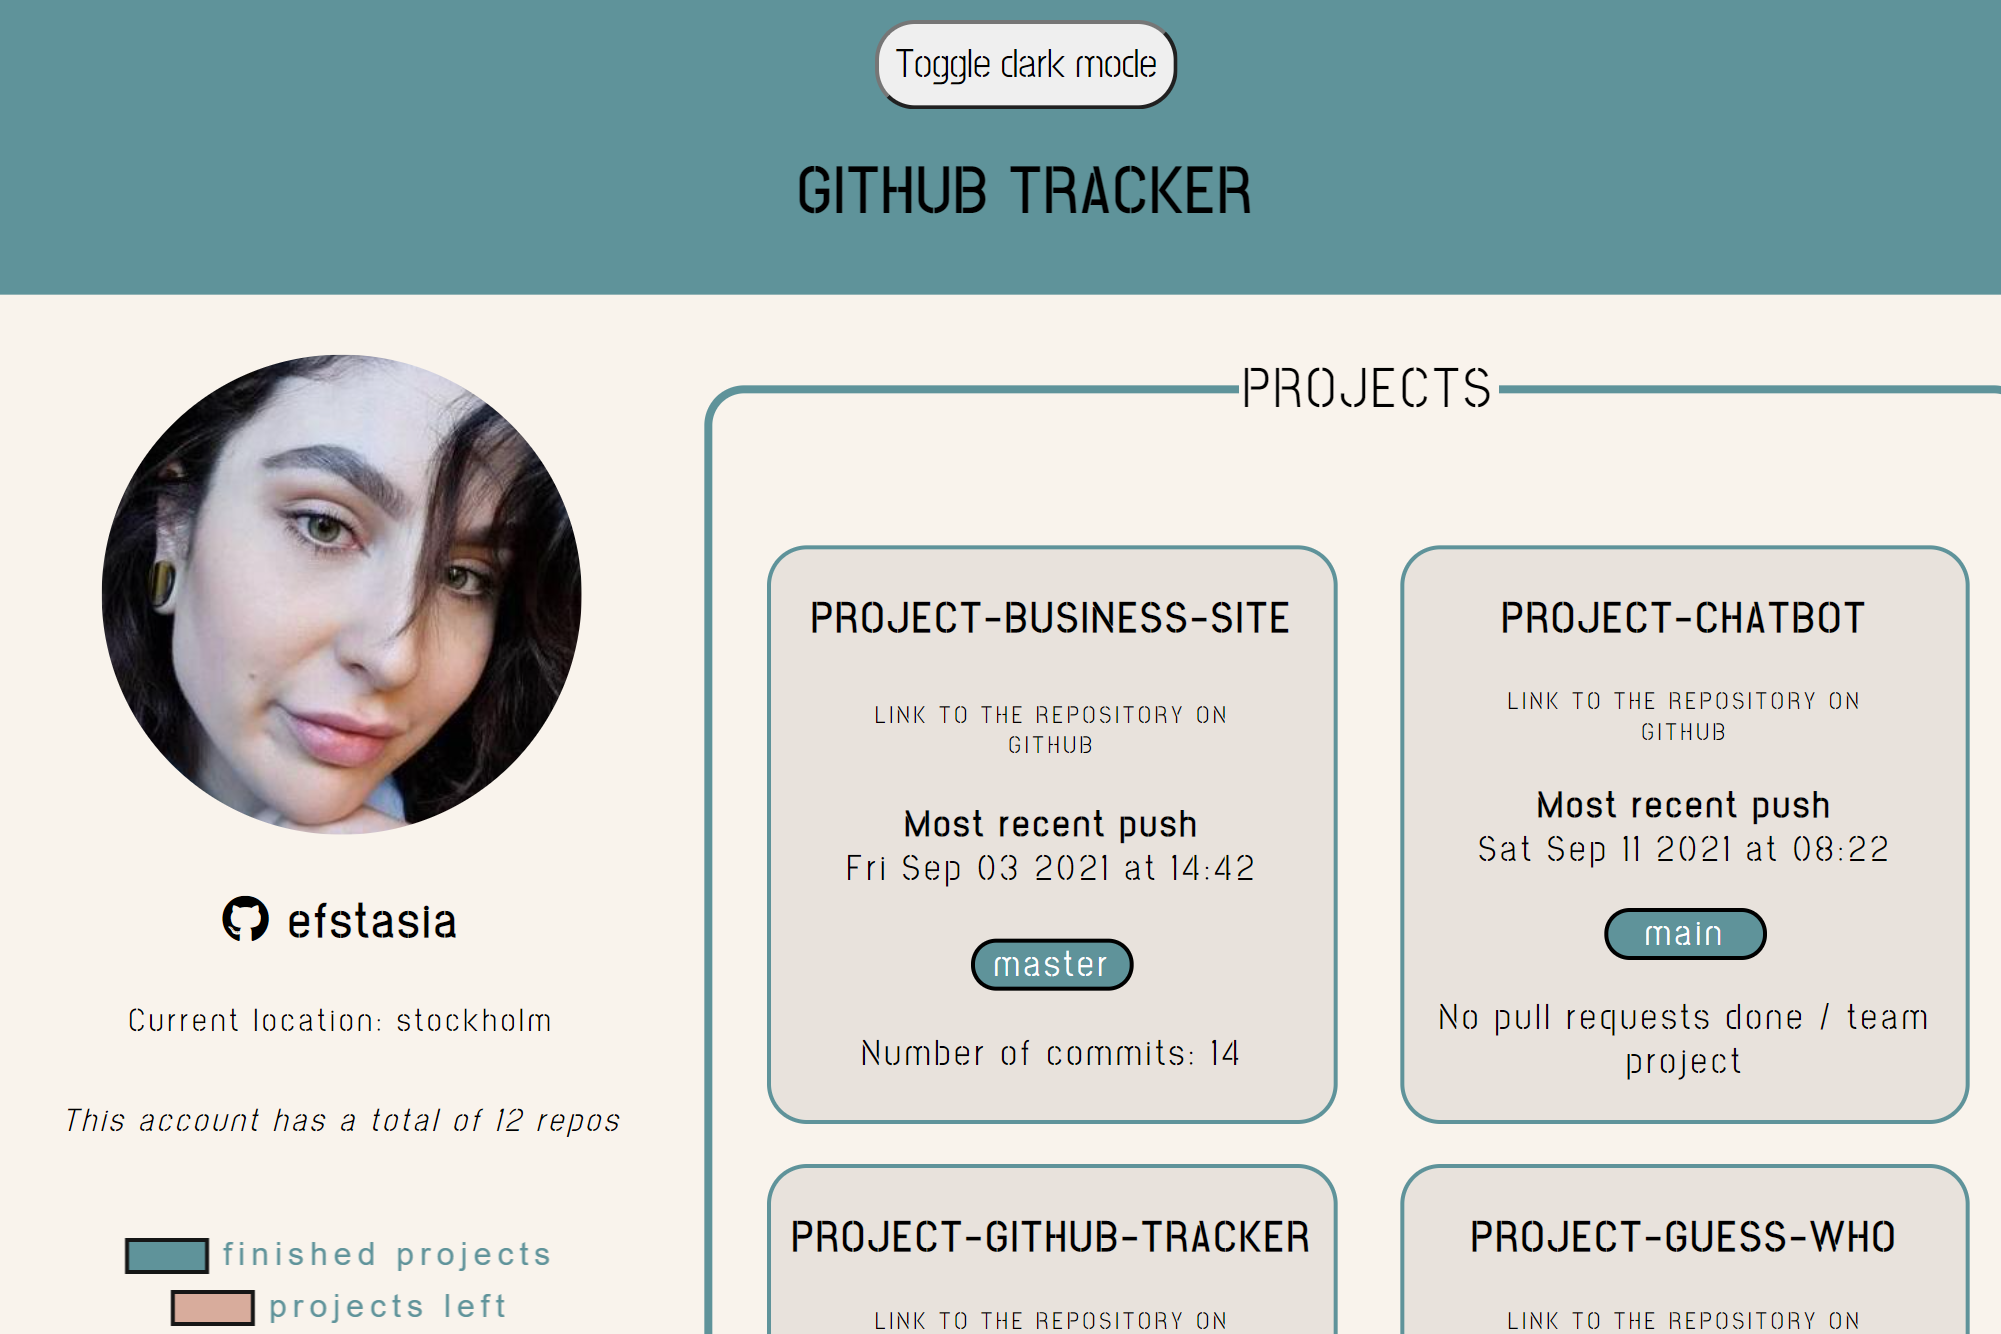 Toggle dark mode
GITHUB TRACKER
efstasia
Current location: stockholm
This account has a total of 12 repos
finished projects
projects left
PROJECTS
PROJECT-BUSINESS-SITE
LINK TO THE REPOSITORY ON
GITHUB
Most recent push
Fri Sep 03 2021 at 14:42
master
Number of commits: 14
PROJECT-CHATBOT
LINK TO THE REPOSITORY ON
GITHUB
Most recent push
Sat Sep 11 2021 at 08:22
main
No pull requests done / team
project
PROJECT-GITHUB-TRACKER
LINK TO THE REPOSITORY ON
PROJECT-GUESS-WHO
LINK TO THE REPOSITORY ON